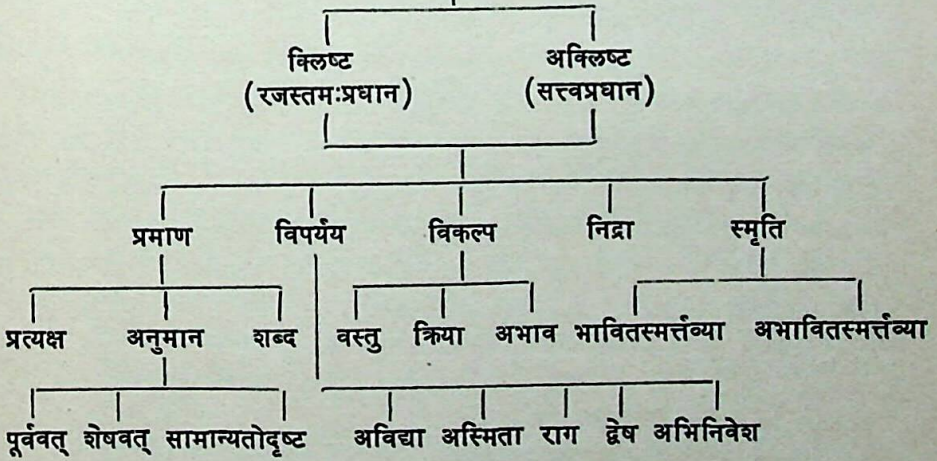 क्लिष्ट अक्लिष्ट
(रजस्तमःप्रधान) (सत्त्वप्रधान)
प्रमाण विपर्यय विकल्प निद्रा स्मृति
प्रत्यक्ष अनुमान शब्द वस्तु क्रिया अभाव भावितस्मर्त्तव्या अभावितस्मर्त्तव्या
पूर्ववत् शेषवत् सामान्यतोदृष्ट अविद्या अस्मिता राग द्वेष अभिनिवेश